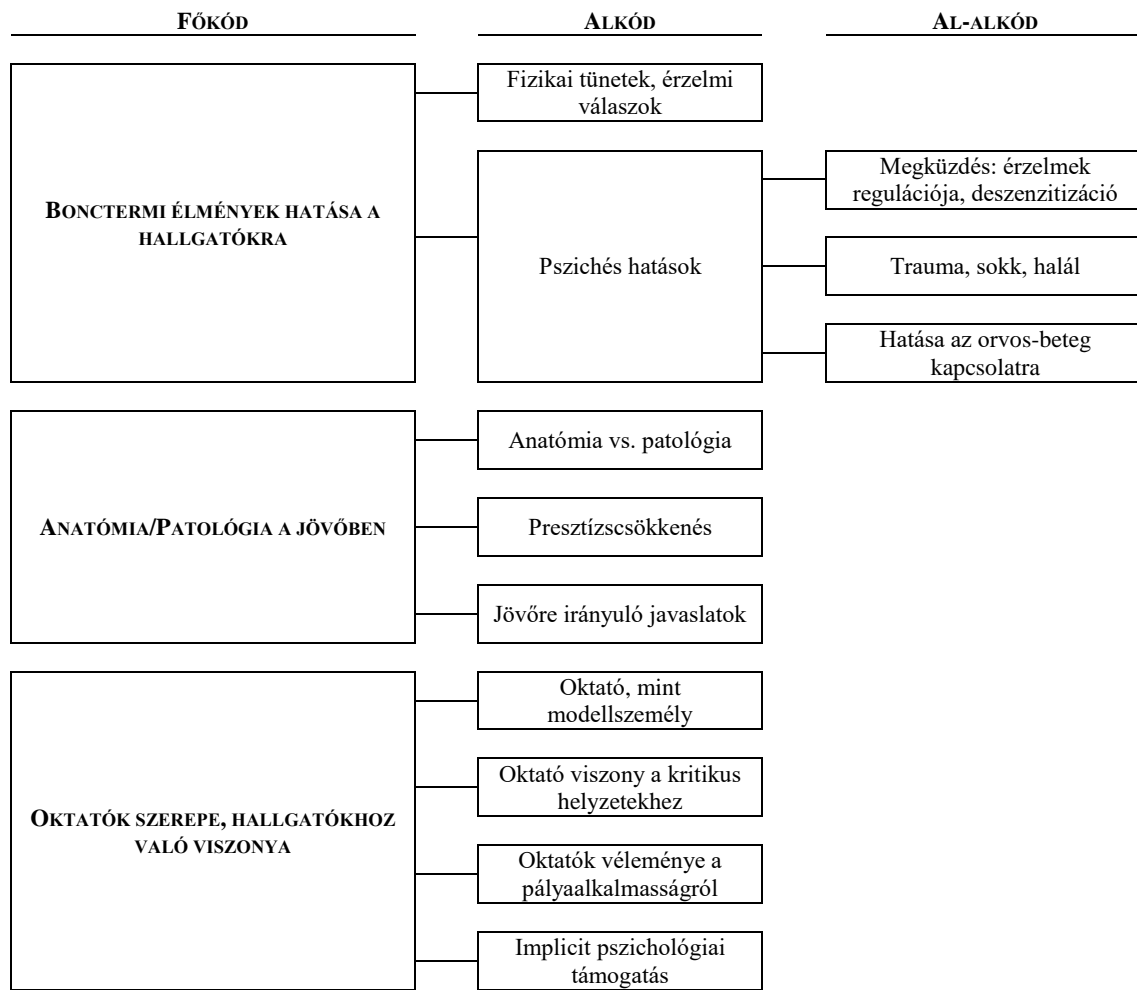 FŐKÓD
ALKÓD
AL-ALKÓD
BONCTERMI ÉLMÉNYEK HATÁSA A
HALLGATÓKRA
Fizikai tünetek, érzelmi
válaszok
Pszichés hatások
Megküzdés: érzelmek
regulációja, deszenzitizáció
Trauma, sokk, halál
Hatása az orvos-beteg
kapcsolatra
ANATÓMIA/PATOLÓGIA A JÖVŐBEN
Anatómia vs. patológia
Presztízscsökkenés
Jövőre irányuló javaslatok
OKTATÓK SZEREPE, HALLGATÓKHOZ
VALÓ VISZONYA
Oktató, mint
modellszemély
Oktató viszony a kritikus
helyzetekhez
Oktatók véleménye a
pályaalkalmasságról
Implicit pszichológiai
támogatás